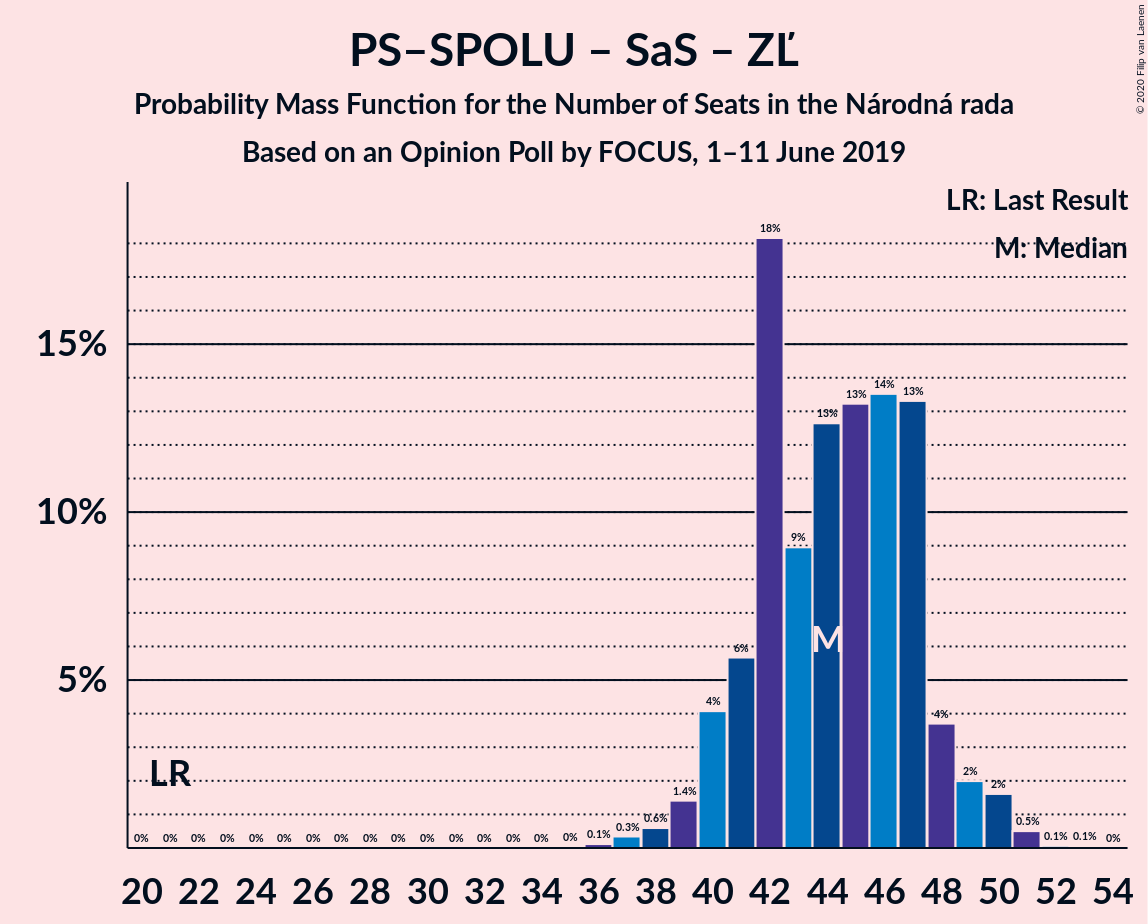 PS–SPOLU – SaS – ZĽ
Probability Mass Function for the Number of Seats in the Národná rada
Based on an Opinion Poll by FOCUS, 1–11 June 2019
© 2020 Filip van Laenen
LR: Last Result
M: Median
15%
10%
5%
LR
M
0% 0% 0% 0% 0% 0% 0% 0% 0% 0% 0% 0% 0% 0% 0% 0% 0.1% 0.3% 0.6% 1.4% 4% 6% 18% 9% 13% 13% 14% 13% 4% 2% 2% 0.5% 0.1% 0.1% 0%
20 22 24 26 28 30 32 34 36 38 40 42 44 46 48 50 52 54